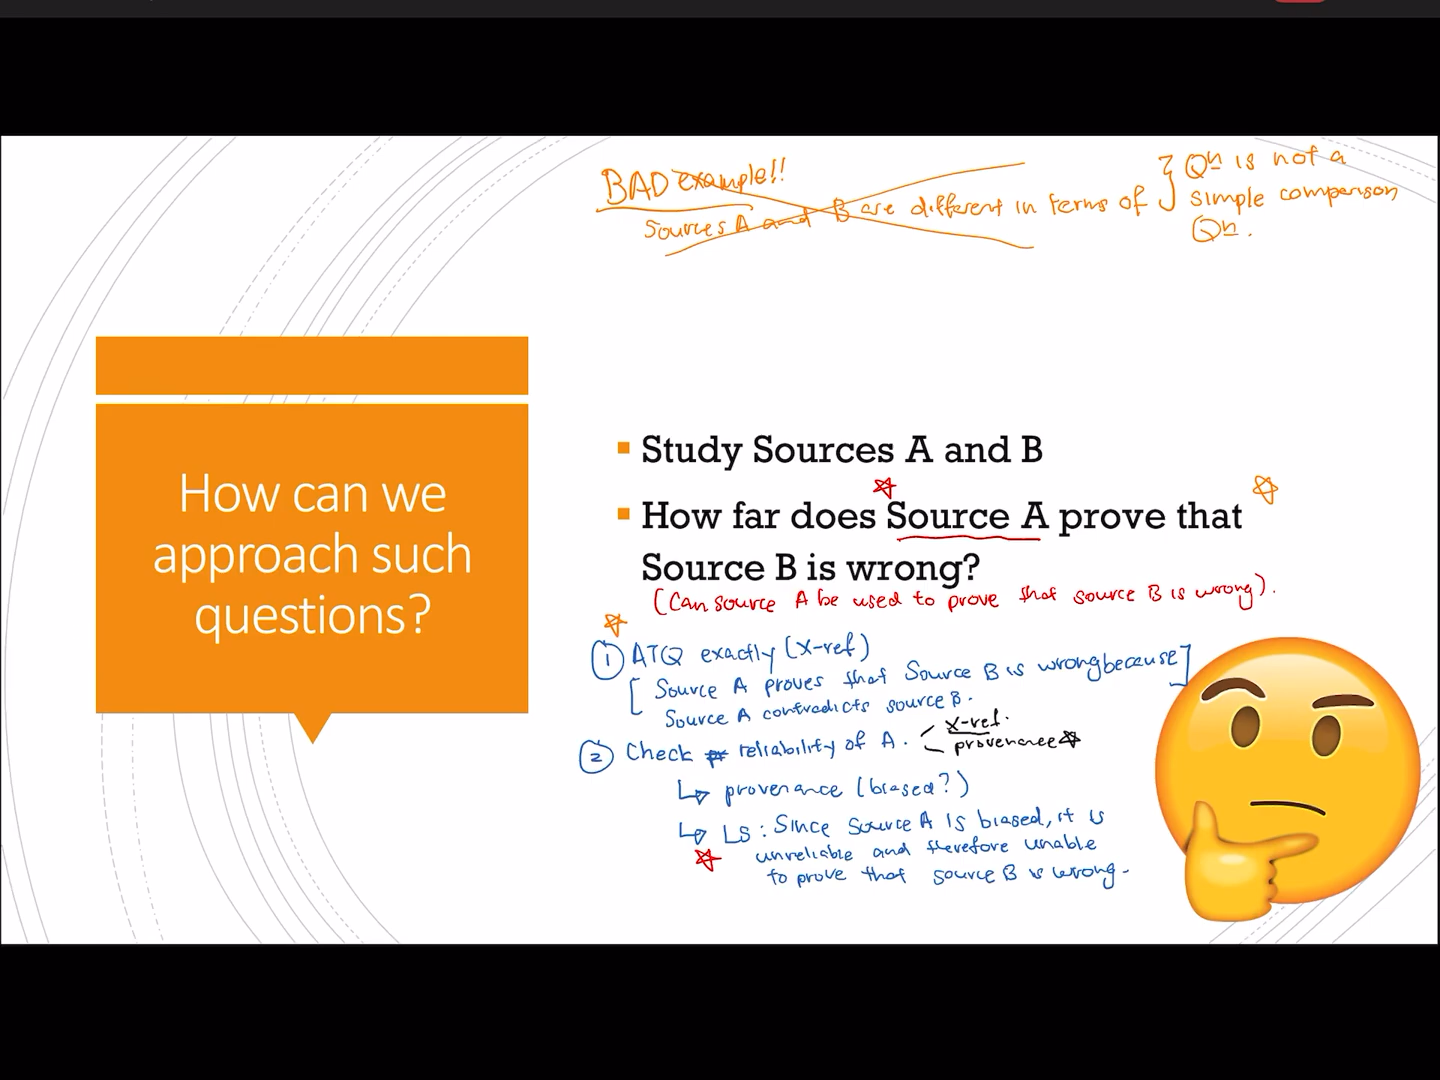 BAD example!!
Sources A and B are different in terms of
} Qn is not a
simple comparison
Qn.
How can we
approach such
questions?
▪ Study Sources A and B
▪ How far does Source A prove that
Source B is wrong?
(Can source A be used to prove that source B is wrong).
① ATQ exactly (x-ref)
[ Source A proves that Source B is wrong because ]
Source A contradicts source B.
② Check reliability of A. < x-ref.
provenance ☆
↳ provenance (biased?)
↳ LS : Since Source A is biased, it is
unreliable and therefore unable
to prove that source B is wrong.